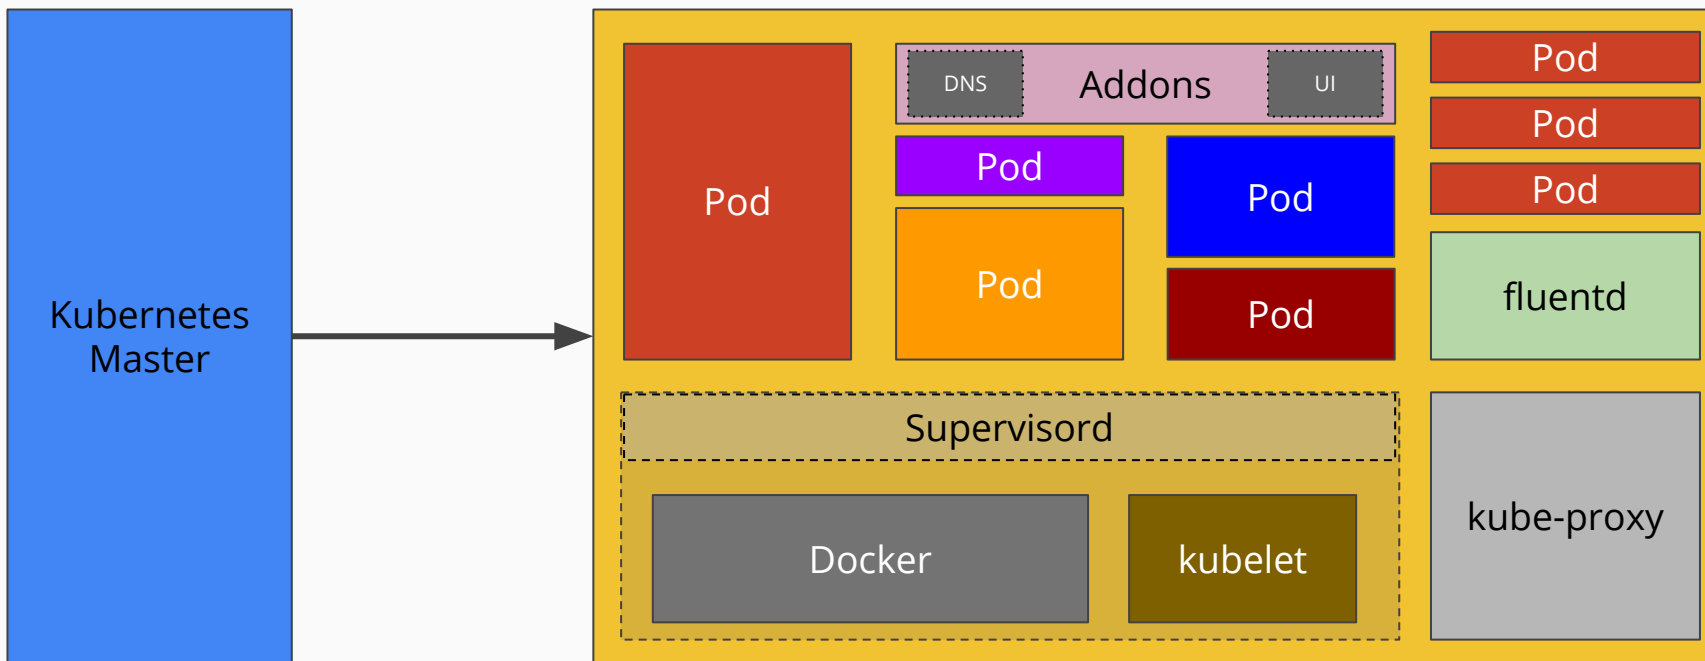 Kubernetes
Master
Pod
DNS
Addons
UI
Pod
Pod
Pod
Pod
Pod
Pod
Pod
fluentd
Supervisord
Docker
kubelet
kube-proxy